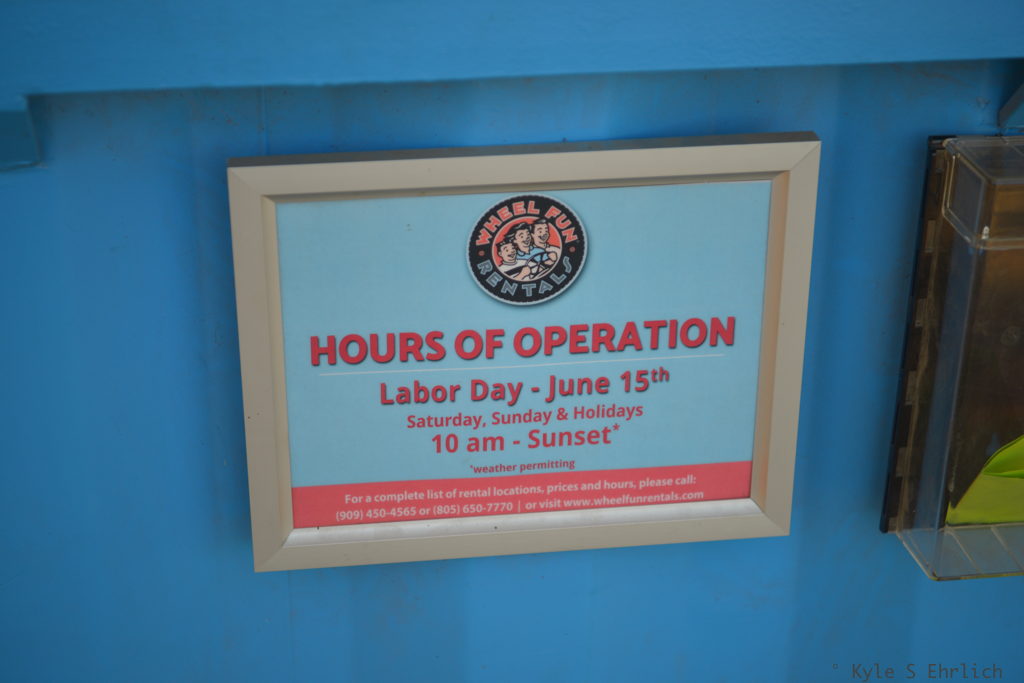 WHEEL FUN
RENTALS
HOURS OF OPERATION
Labor Day - June 15th
Saturday, Sunday & Holidays
10 am - Sunset*
*weather permitting
For a complete list of rental locations, prices and hours, please call:
(909) 450-4565 or (805) 650-7770 | or visit www.wheelfunrentals.com
° Kyle S Ehrlich